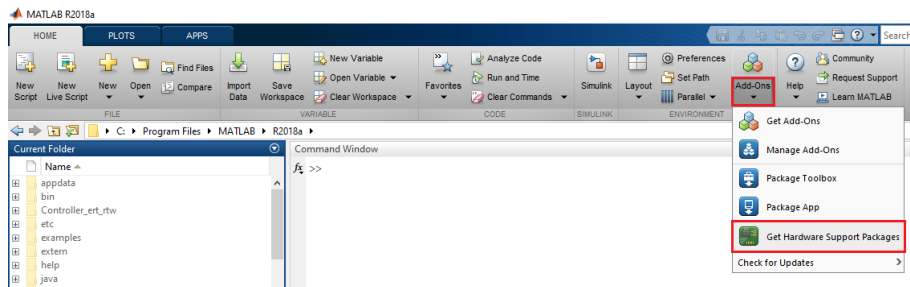 MATLAB R2018a
HOME PLOTS APPS Search
New Script
New Live Script
New
Open
Find Files
Compare
Import Data
Save Workspace
New Variable
Open Variable
Clear Workspace
Favorites
Analyze Code
Run and Time
Clear Commands
Simulink
Layout
Preferences
Set Path
Parallel
Add-Ons
Help
Community
Request Support
Learn MATLAB
FILE VARIABLE CODE SIMULINK ENVIRONMENT
C: Program Files MATLAB R2018a
Current Folder
Name
appdata
bin
Controller_ert_rtw
etc
examples
extern
help
java
Command Window
fx >>
Get Add-Ons
Manage Add-Ons
Package Toolbox
Package App
Get Hardware Support Packages
Check for Updates